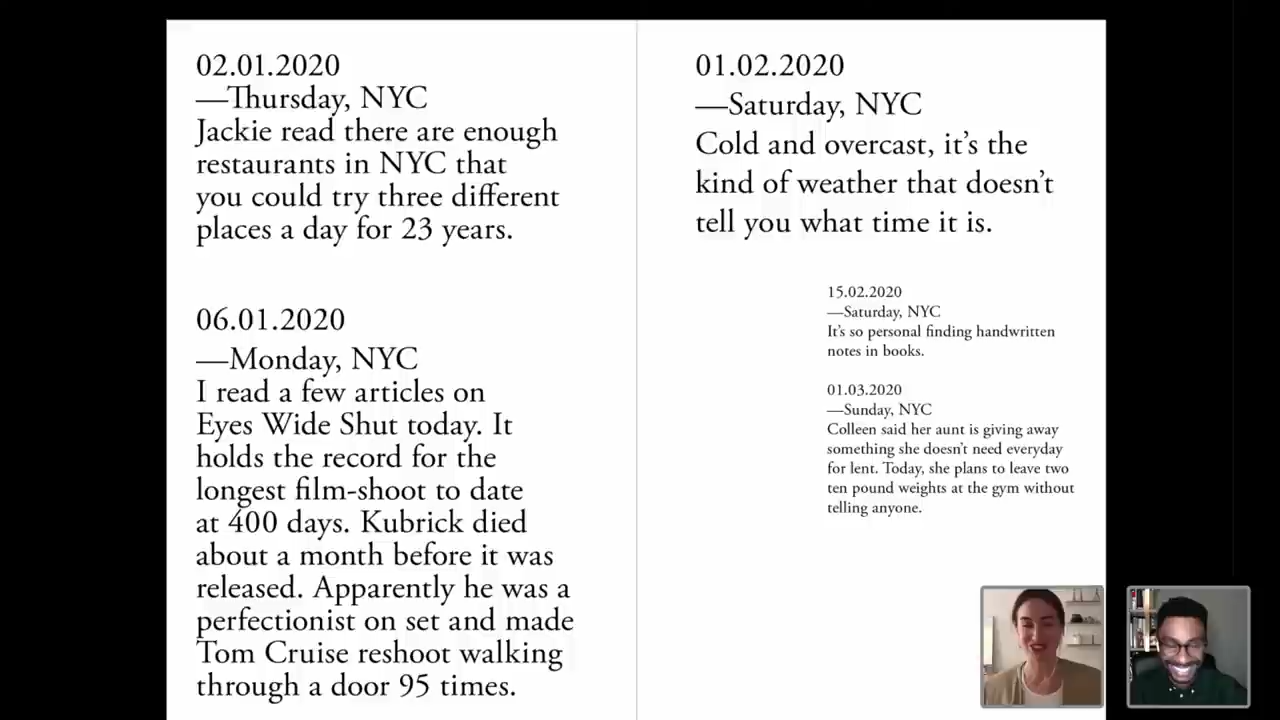 02.01.2020
—Thursday, NYC
Jackie read there are enough
restaurants in NYC that
you could try three different
places a day for 23 years.
06.01.2020
—Monday, NYC
I read a few articles on
Eyes Wide Shut today. It
holds the record for the
longest film-shoot to date
at 400 days. Kubrick died
about a month before it was
released. Apparently he was a
perfectionist on set and made
Tom Cruise reshoot walking
through a door 95 times.
01.02.2020
—Saturday, NYC
Cold and overcast, it’s the
kind of weather that doesn’t
tell you what time it is.
15.02.2020
—Saturday, NYC
It’s so personal finding handwritten
notes in books.
01.03.2020
—Sunday, NYC
Colleen said her aunt is giving away
something she doesn’t need everyday
for lent. Today, she plans to leave two
ten pound weights at the gym without
telling anyone.